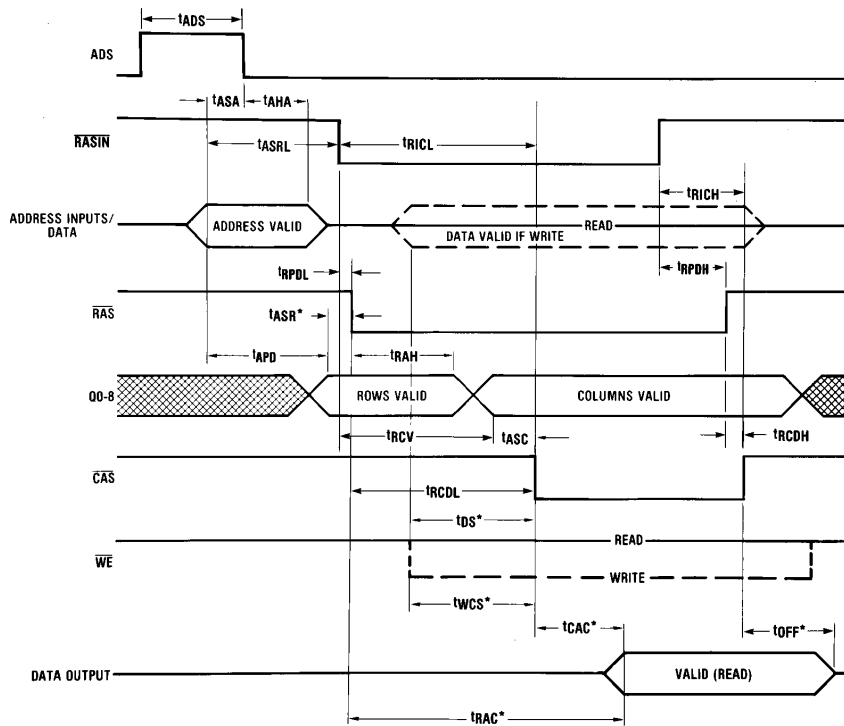 tADS
ADS
tASA tAHA
RASIN
tASRL tRICL
tRICH
ADDRESS INPUTS/
DATA
ADDRESS VALID
READ
DATA VALID IF WRITE
tRPDL tRPDH
RAS
tASR*
tAPD tRAH
Q0-8
ROWS VALID COLUMNS VALID
tRCV tASC tRCDH
CAS
tRCDL
tDS*
WE
READ
WRITE
tWCS*
tCAC* tOFF*
DATA OUTPUT
VALID (READ)
tRAC*